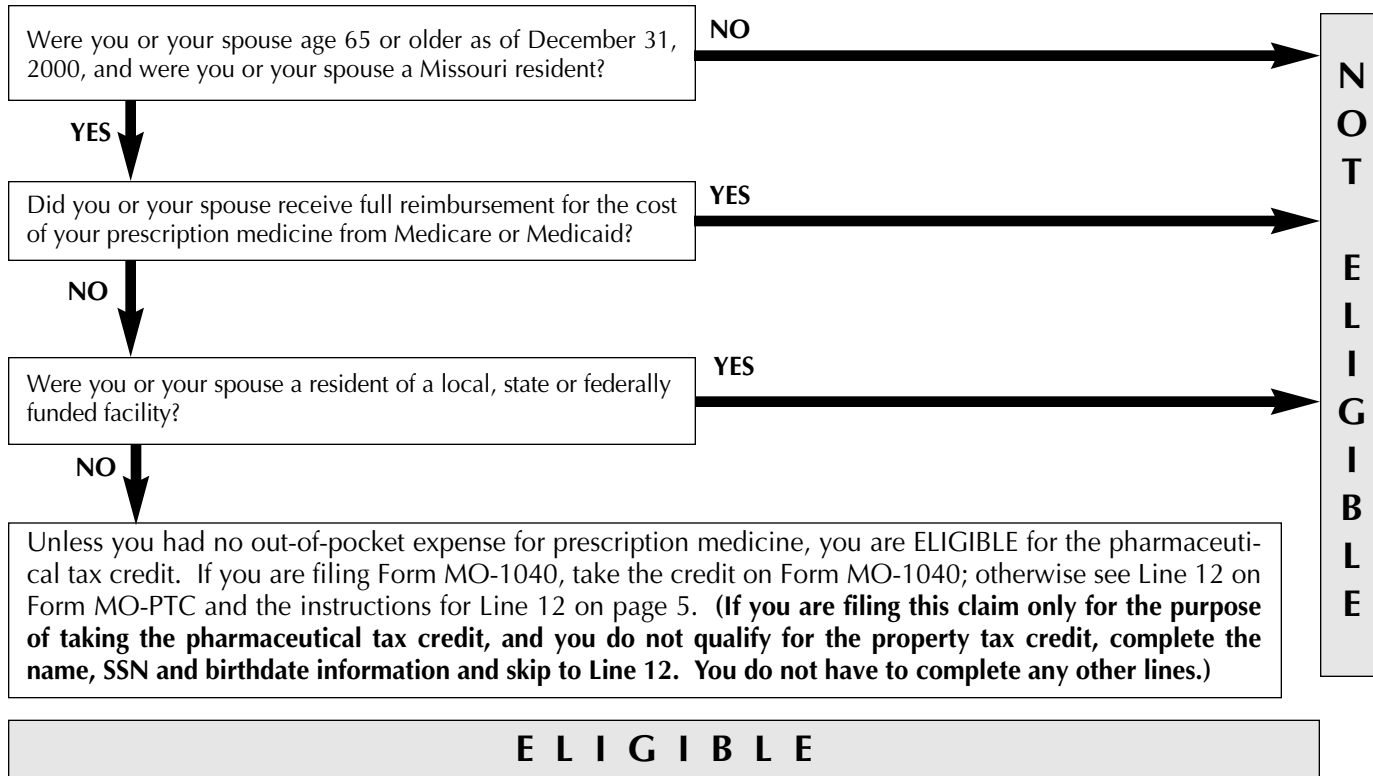 Were you or your spouse age 65 or older as of December 31,
2000, and were you or your spouse a Missouri resident?
NO
YES
Did you or your spouse receive full reimbursement for the cost
of your prescription medicine from Medicare or Medicaid?
YES
NO
Were you or your spouse a resident of a local, state or federally
funded facility?
YES
NO
Unless you had no out-of-pocket expense for prescription medicine, you are ELIGIBLE for the pharmaceuti-
cal tax credit. If you are filing Form MO-1040, take the credit on Form MO-1040; otherwise see Line 12 on
Form MO-PTC and the instructions for Line 12 on page 5. (If you are filing this claim only for the purpose
of taking the pharmaceutical tax credit, and you do not qualify for the property tax credit, complete the
name, SSN and birthdate information and skip to Line 12. You do not have to complete any other lines.)
NOT ELIGIBLE
ELIGIBLE